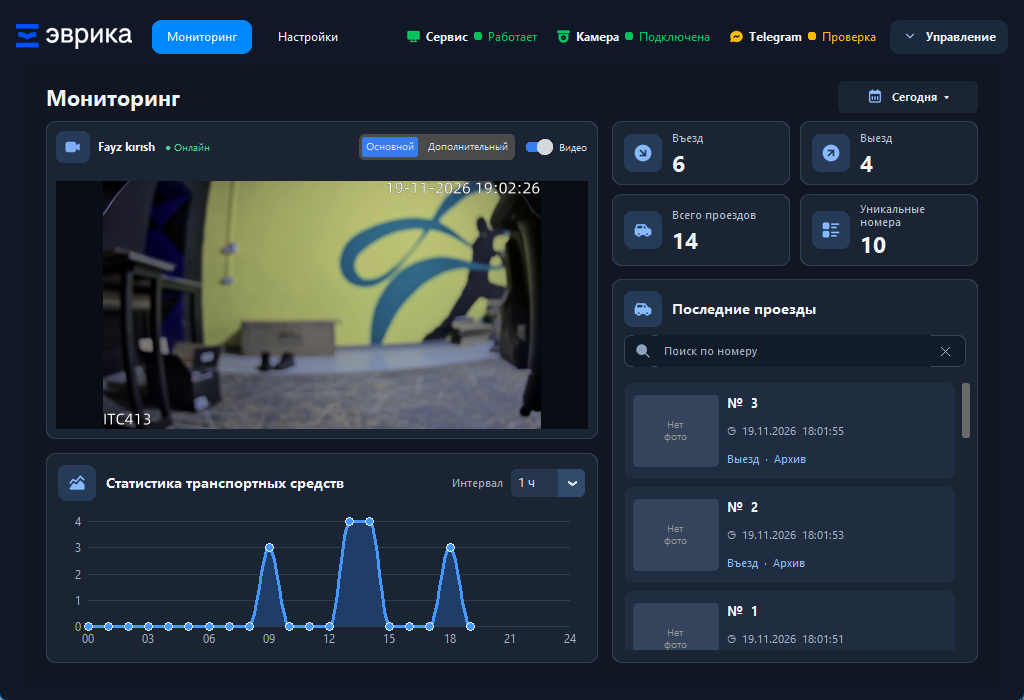 эврика
Мониторинг
Настройки
Сервис Работает
Камера Подключена
Telegram Проверка
Управление
Мониторинг
Сегодня
Fayz kırısh Онлайн
Основной Дополнительный Видео
19-11-2026 19:02:26
ITC413
Въезд
6
Выезд
4
Всего проездов
14
Уникальные
номера
10
Последние проезды
Поиск по номеру
Нет
фото
№ 3
19.11.2026 18:01:55
Выезд · Архив
Нет
фото
№ 2
19.11.2026 18:01:53
Въезд · Архив
Нет
фото
№ 1
19.11.2026 18:01:51
Статистика транспортных средств
Интервал 1 ч
4
3
2
1
0
00 03 06 09 12 15 18 21 24